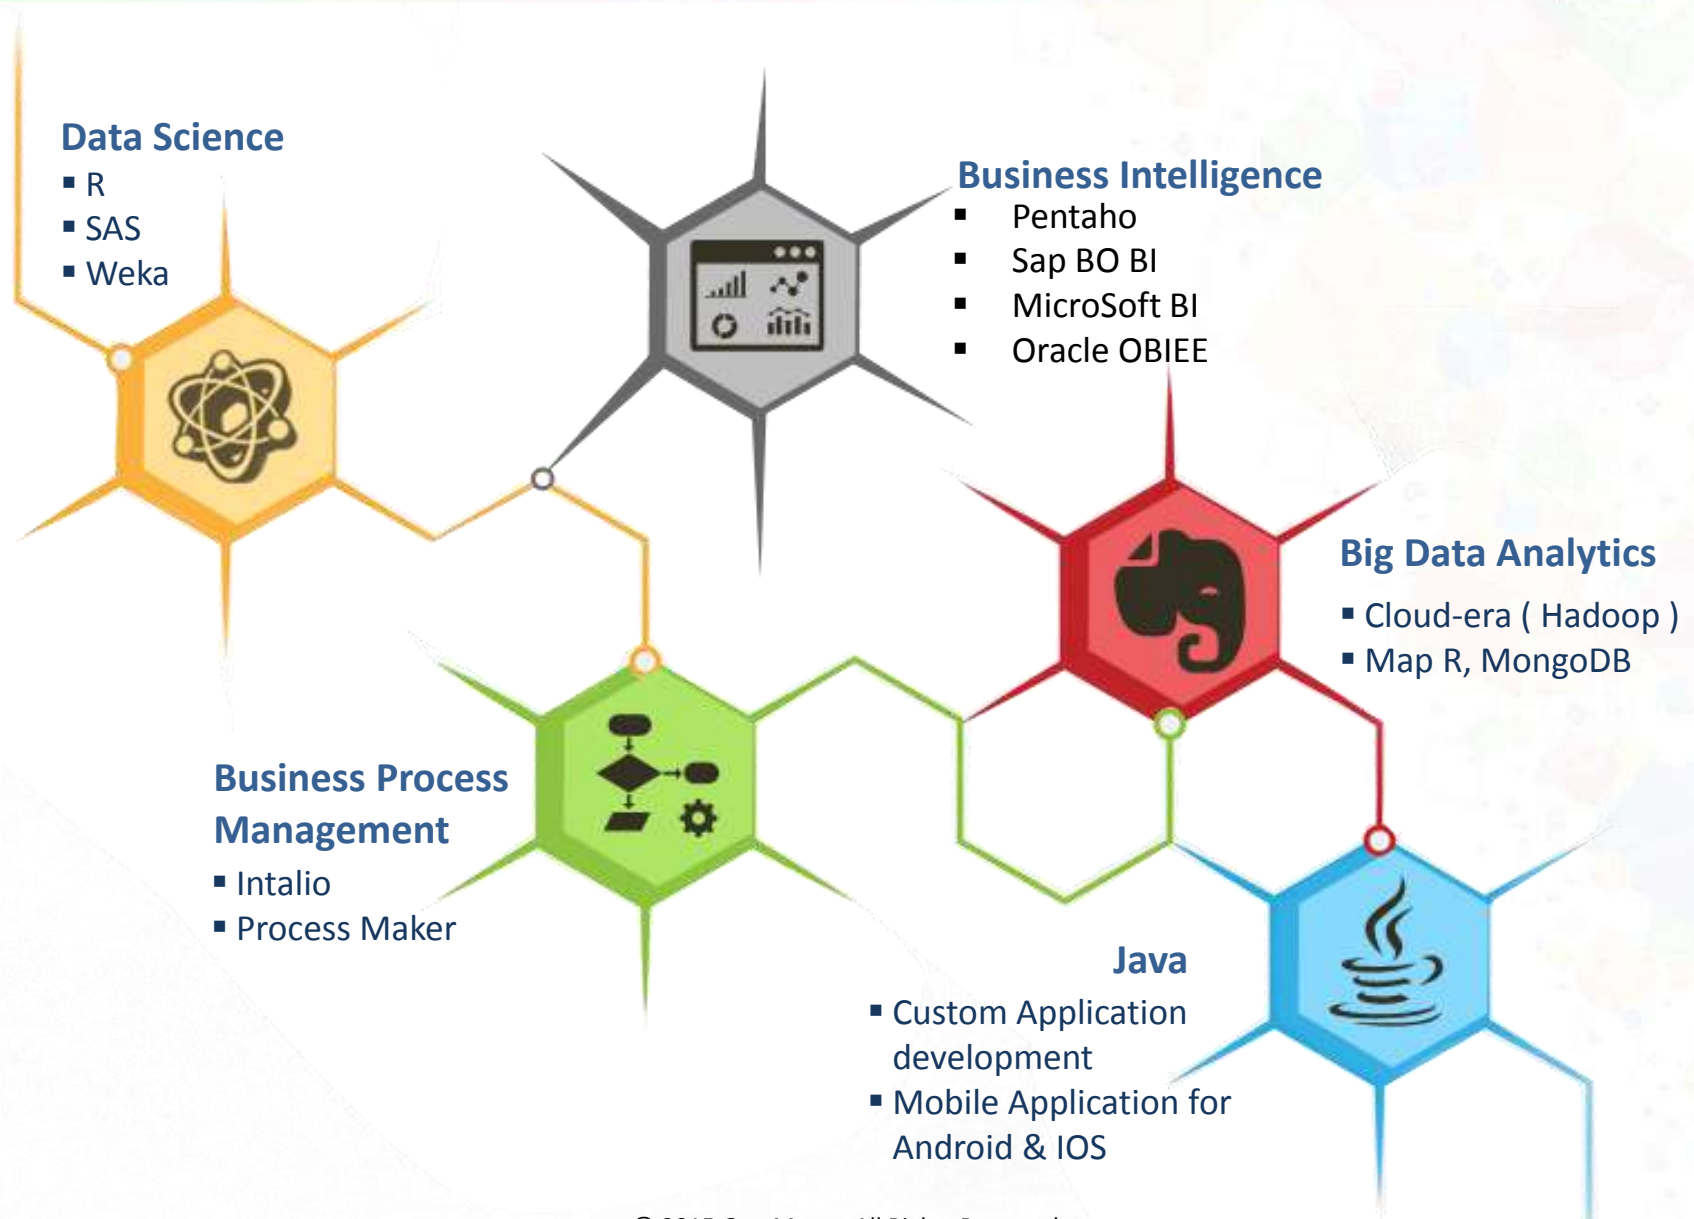 Data Science
▪ R
▪ SAS
▪ Weka
Business Intelligence
▪ Pentaho
▪ Sap BO BI
▪ MicroSoft BI
▪ Oracle OBIEE
Big Data Analytics
▪ Cloud-era ( Hadoop )
▪ Map R, MongoDB
Business Process
Management
▪ Intalio
▪ Process Maker
Java
▪ Custom Application
development
▪ Mobile Application for
Android & IOS